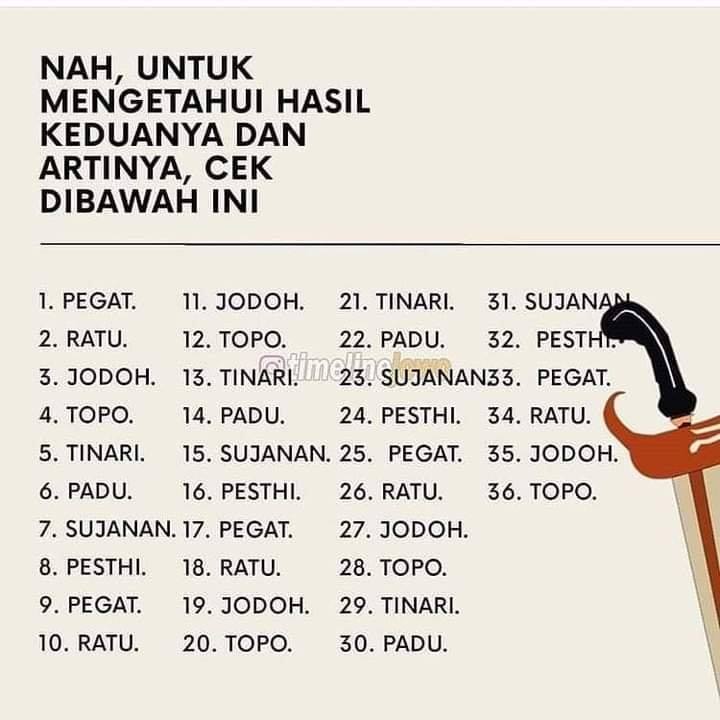 NAH, UNTUK
MENGETAHUI HASIL
KEDUANYA DAN
ARTINYA, CEK
DIBAWAH INI
1. PEGAT.
2. RATU.
3. JODOH.
4. TOPO.
5. TINARI.
6. PADU.
7. SUJANAN.
8. PESTHI.
9. PEGAT.
10. RATU.
11. JODOH.
12. TOPO.
13. TINARI.
14. PADU.
15. SUJANAN.
16. PESTHI.
17. PEGAT.
18. RATU.
19. JODOH.
20. TOPO.
21. TINARI.
22. PADU.
23. SUJANAN
24. PESTHI.
25. PEGAT.
26. RATU.
27. JODOH.
28. TOPO.
29. TINARI.
30. PADU.
31. SUJANAN.
32. PESTHI.
33. PEGAT.
34. RATU.
35. JODOH.
36. TOPO.
@timelinejowo